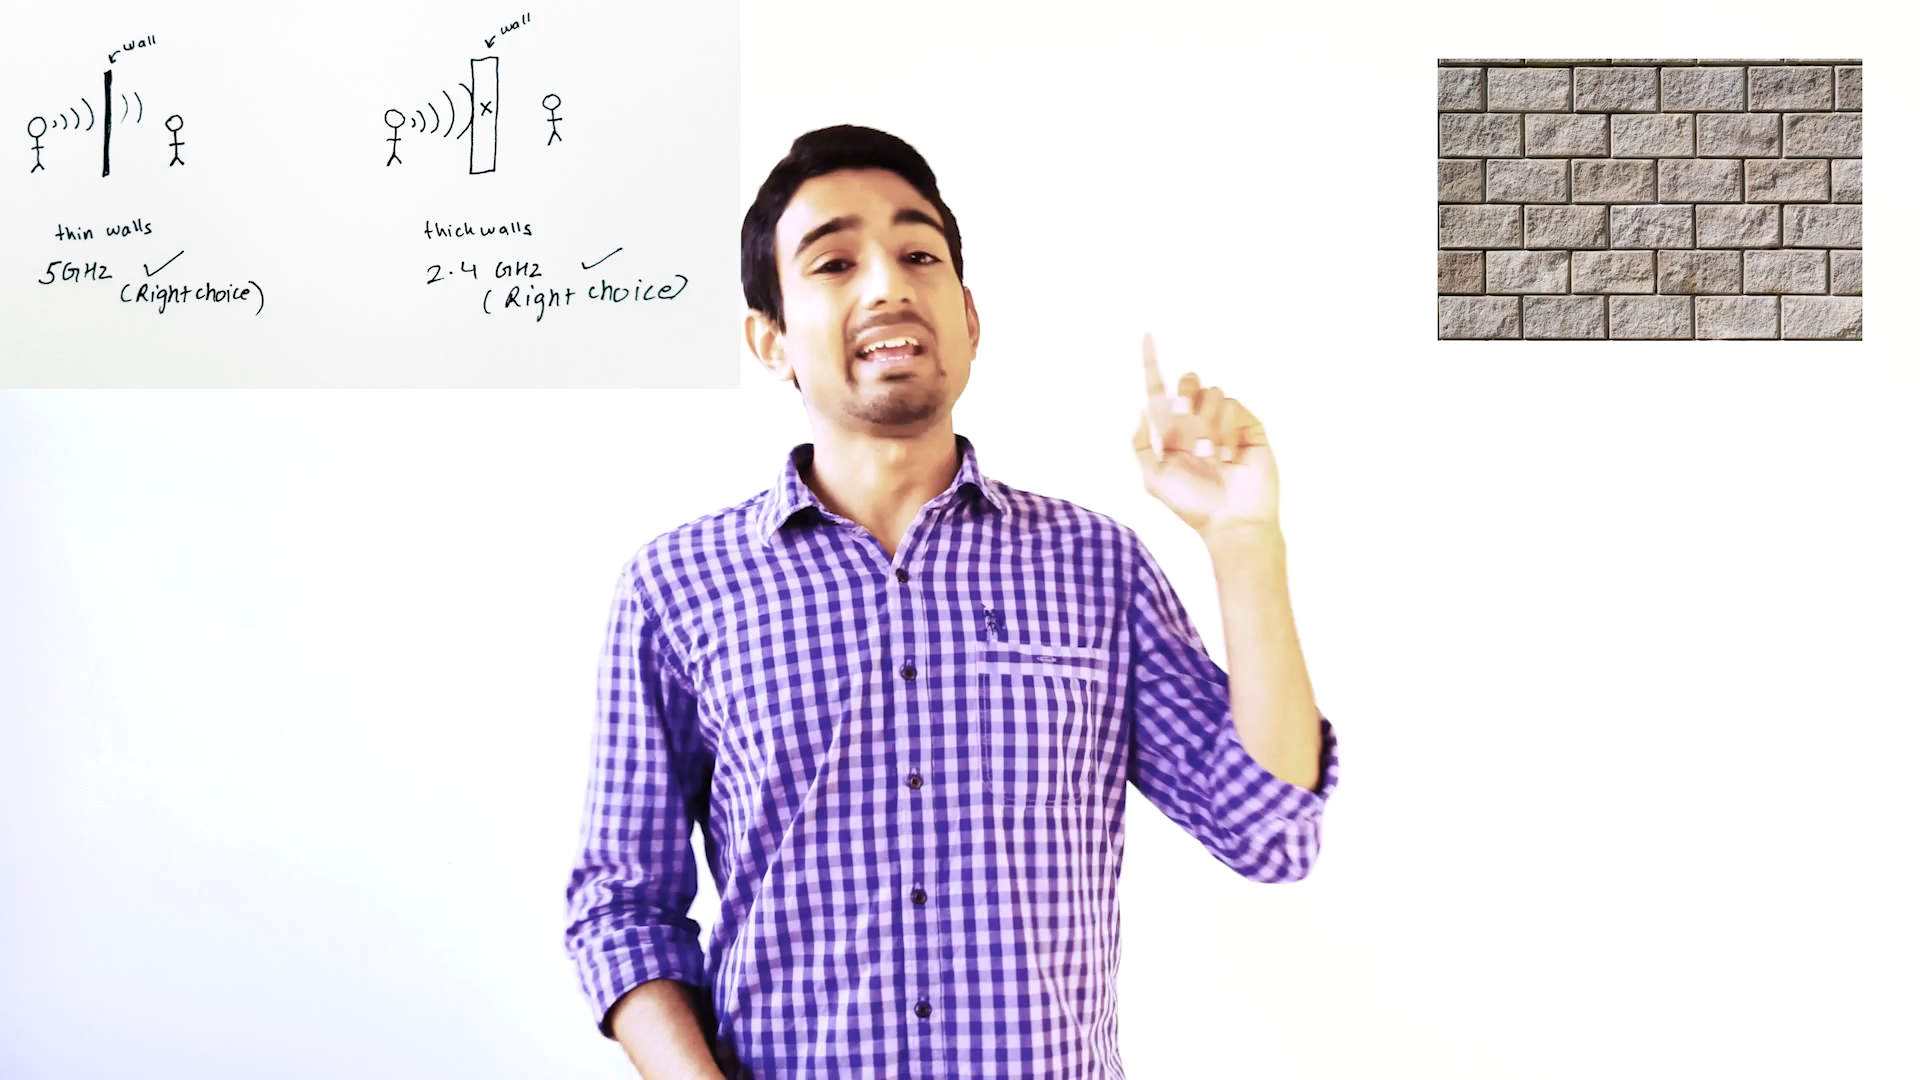 wall
wall
thin walls
5GHz
(Right choice)
thick walls
2.4 GHz
(Right choice)